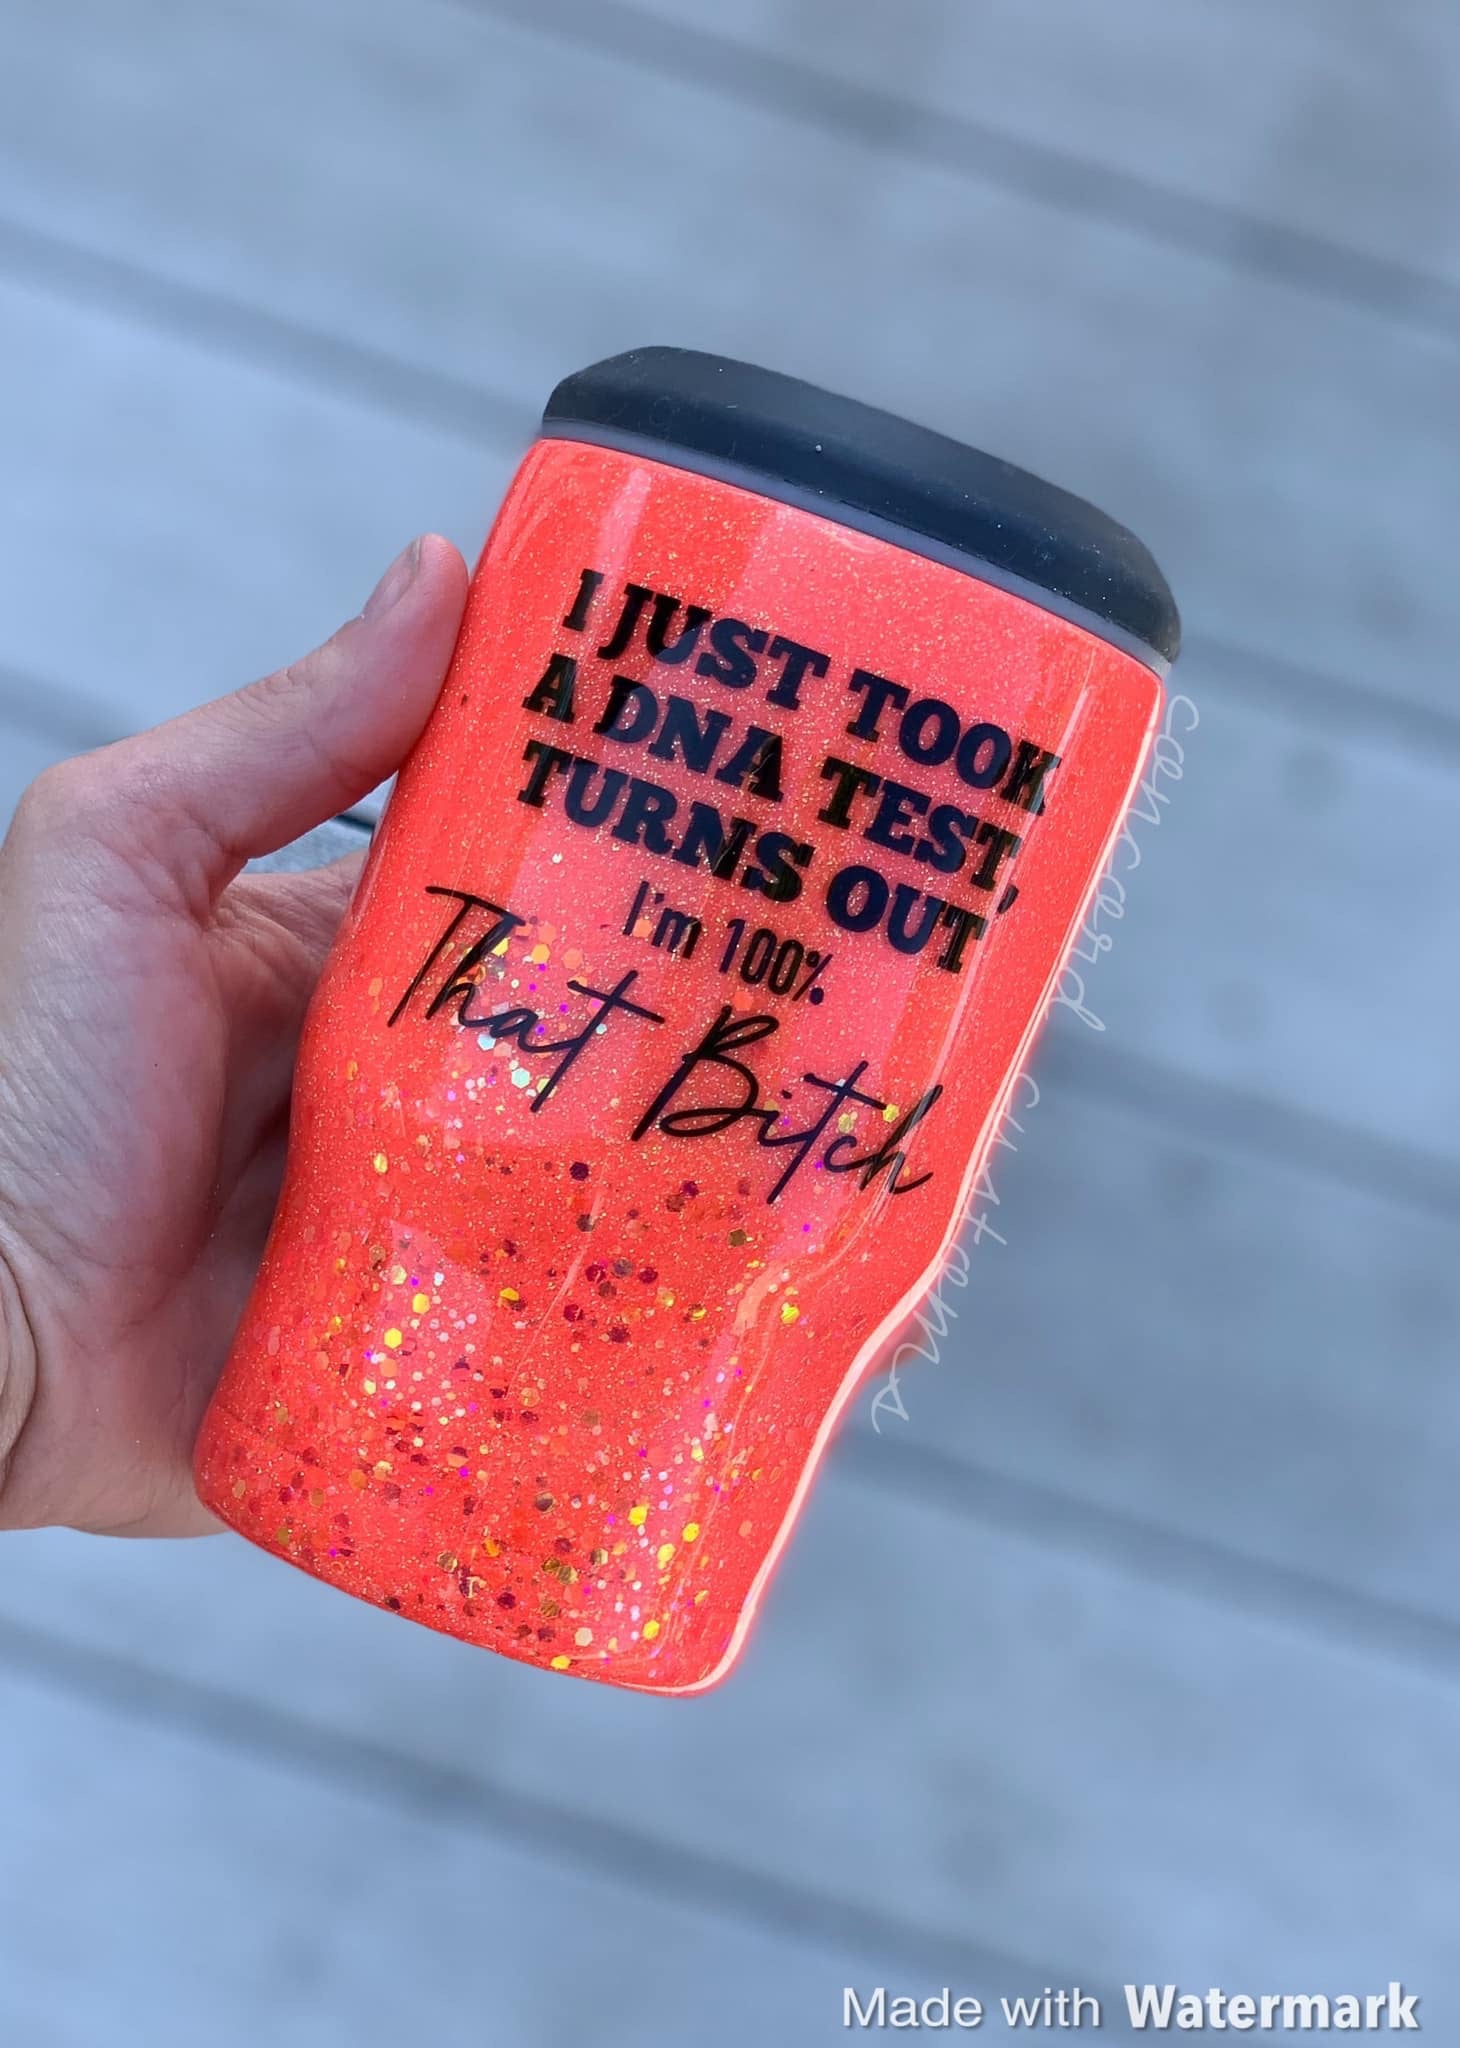 I JUST TOOK
A DNA TEST,
TURNS OUT
I'm 100%
That Bitch
Made with Watermark